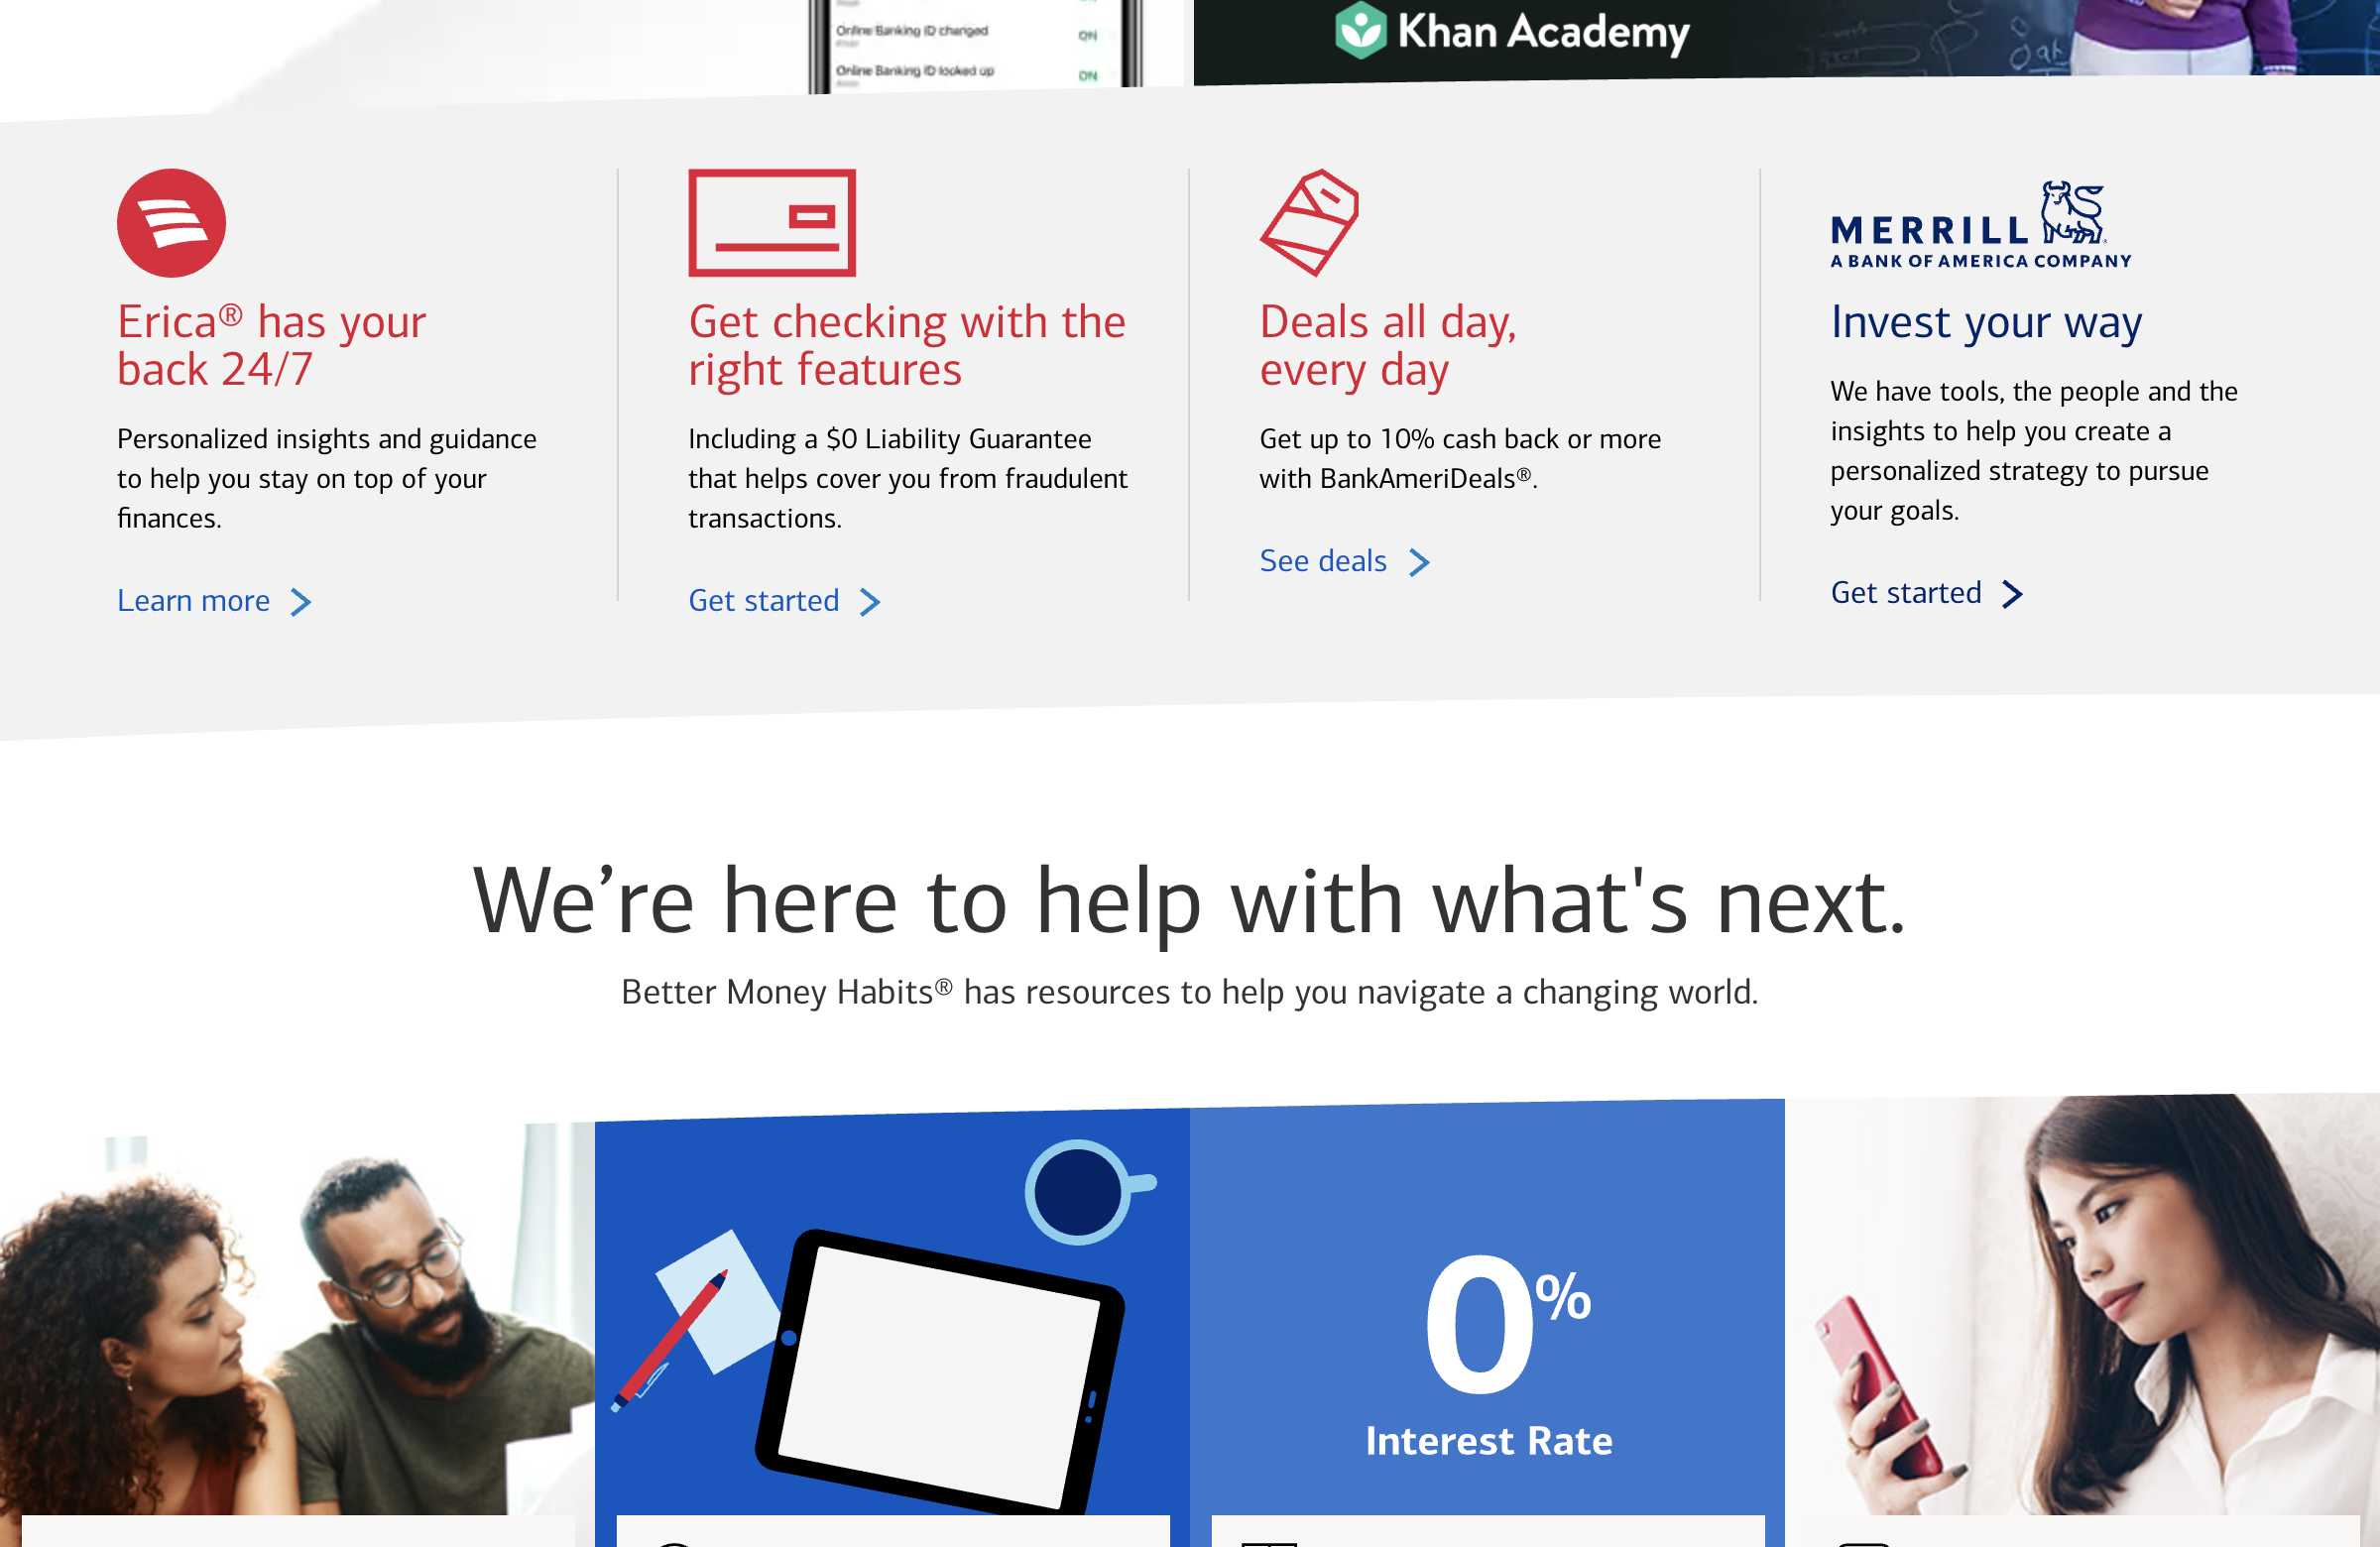 Online Banking ID changed
ON
Online Banking ID locked up
ON
Khan Academy
MERRILL
A BANK OF AMERICA COMPANY
Erica® has your
back 24/7
Personalized insights and guidance
to help you stay on top of your
finances.
Learn more
Get checking with the
right features
Including a $0 Liability Guarantee
that helps cover you from fraudulent
transactions.
Get started
Deals all day,
every day
Get up to 10% cash back or more
with BankAmeriDeals®.
See deals
Invest your way
We have tools, the people and the
insights to help you create a
personalized strategy to pursue
your goals.
Get started
We’re here to help with what's next.
Better Money Habits® has resources to help you navigate a changing world.
0%
Interest Rate